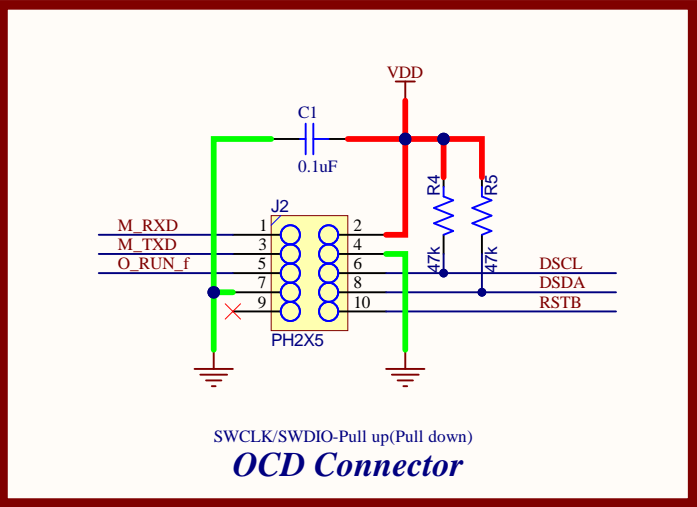 VDD
C1
0.1uF
R4
R5
47k
47k
J2
M_RXD
1
2
M_TXD
3
4
O_RUN_f
5
6
DSCL
7
8
DSDA
9
10
RSTB
PH2X5
SWCLK/SWDIO-Pull up(Pull down)
OCD Connector